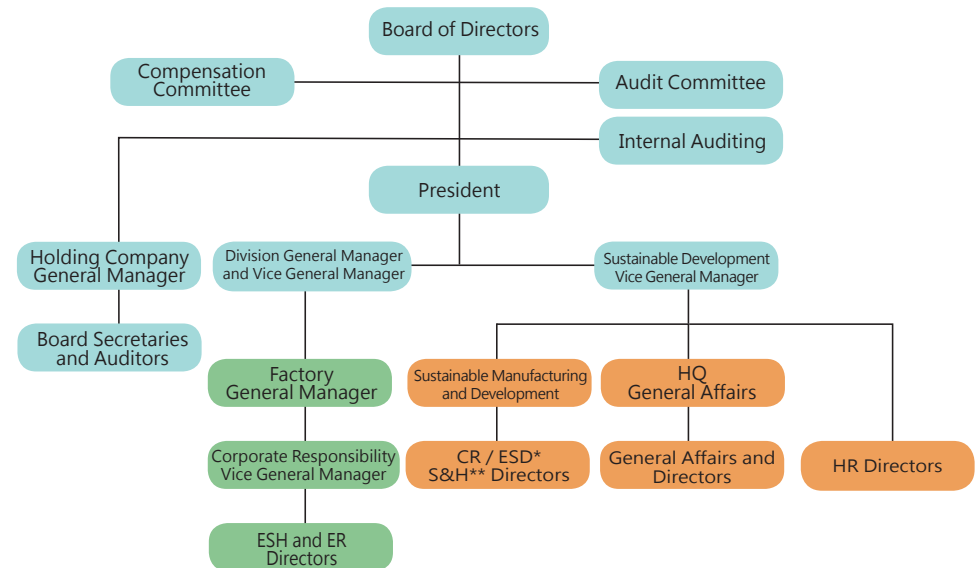 Board of Directors
Compensation
Committee
Audit Committee
Internal Auditing
President
Holding Company
General Manager
Division General Manager
and Vice General Manager
Sustainable Development
Vice General Manager
Board Secretaries
and Auditors
Factory
General Manager
Sustainable Manufacturing
and Development
HQ
General Affairs
Corporate Responsibility
Vice General Manager
CR / ESD*
S&H** Directors
General Affairs and
Directors
HR Directors
ESH and ER
Directors